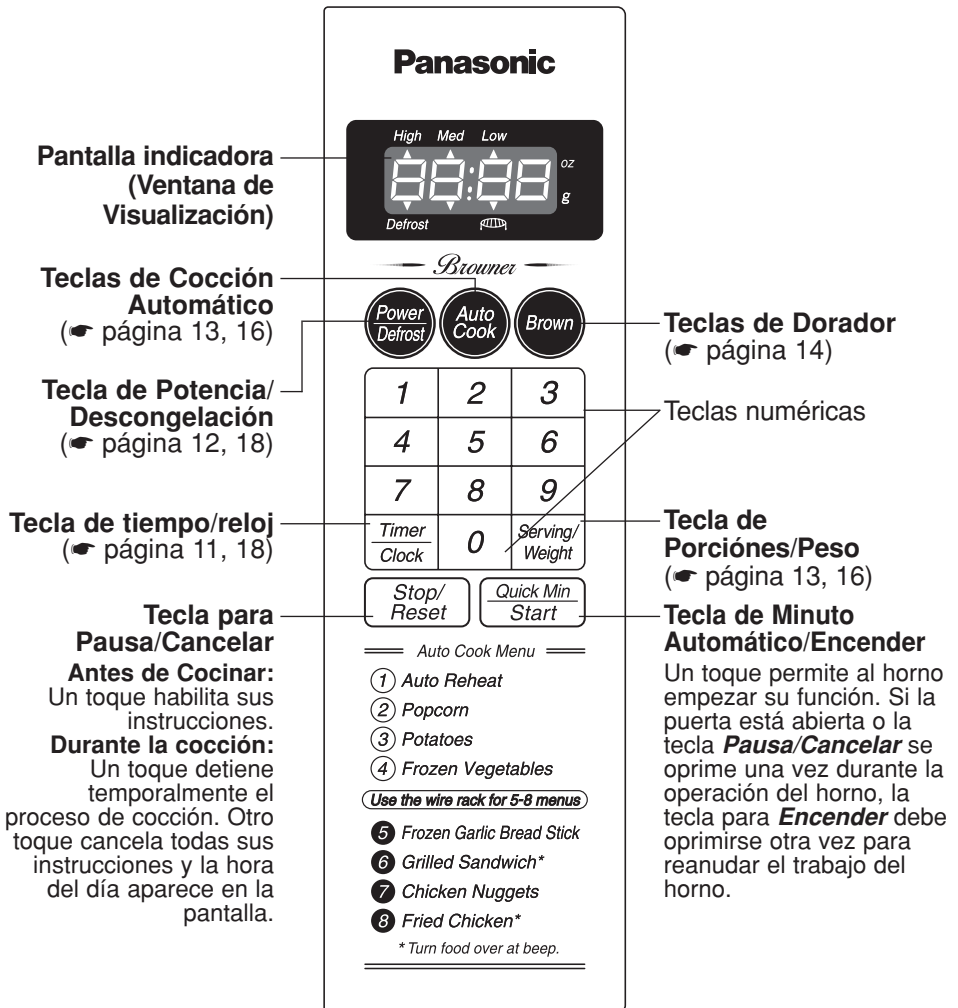 Panasonic
High Med Low
88:88
oz
g
Defrost
Browner
Power
Defrost
Auto
Cook
Brown
1 2 3
4 5 6
7 8 9
Timer
Clock
0
Serving/
Weight
Stop/
Reset
Quick Min
Start
Auto Cook Menu
1 Auto Reheat
2 Popcorn
3 Potatoes
4 Frozen Vegetables
Use the wire rack for 5-8 menus
5 Frozen Garlic Bread Stick
6 Grilled Sandwich*
7 Chicken Nuggets
8 Fried Chicken*
* Turn food over at beep.
Pantalla indicadora
(Ventana de
Visualización)
Teclas de Cocción
Automático
(☛ página 13, 16)
Tecla de Potencia/
Descongelación
(☛ página 12, 18)
Tecla de tiempo/reloj
(☛ página 11, 18)
Tecla para
Pausa/Cancelar
Antes de Cocinar:
Un toque habilita sus
instrucciones.
Durante la cocción:
Un toque detiene
temporalmente el
proceso de cocción. Otro
toque cancela todas sus
instrucciones y la hora
del día aparece en la
pantalla.
Teclas de Dorador
(☛ página 14)
Teclas numéricas
Tecla de
Porciónes/Peso
(☛ página 13, 16)
Tecla de Minuto
Automático/Encender
Un toque permite al horno
empezar su función. Si la
puerta está abierta o la
tecla Pausa/Cancelar se
oprime una vez durante la
operación del horno, la
tecla para Encender debe
oprimirse otra vez para
reanudar el trabajo del
horno.